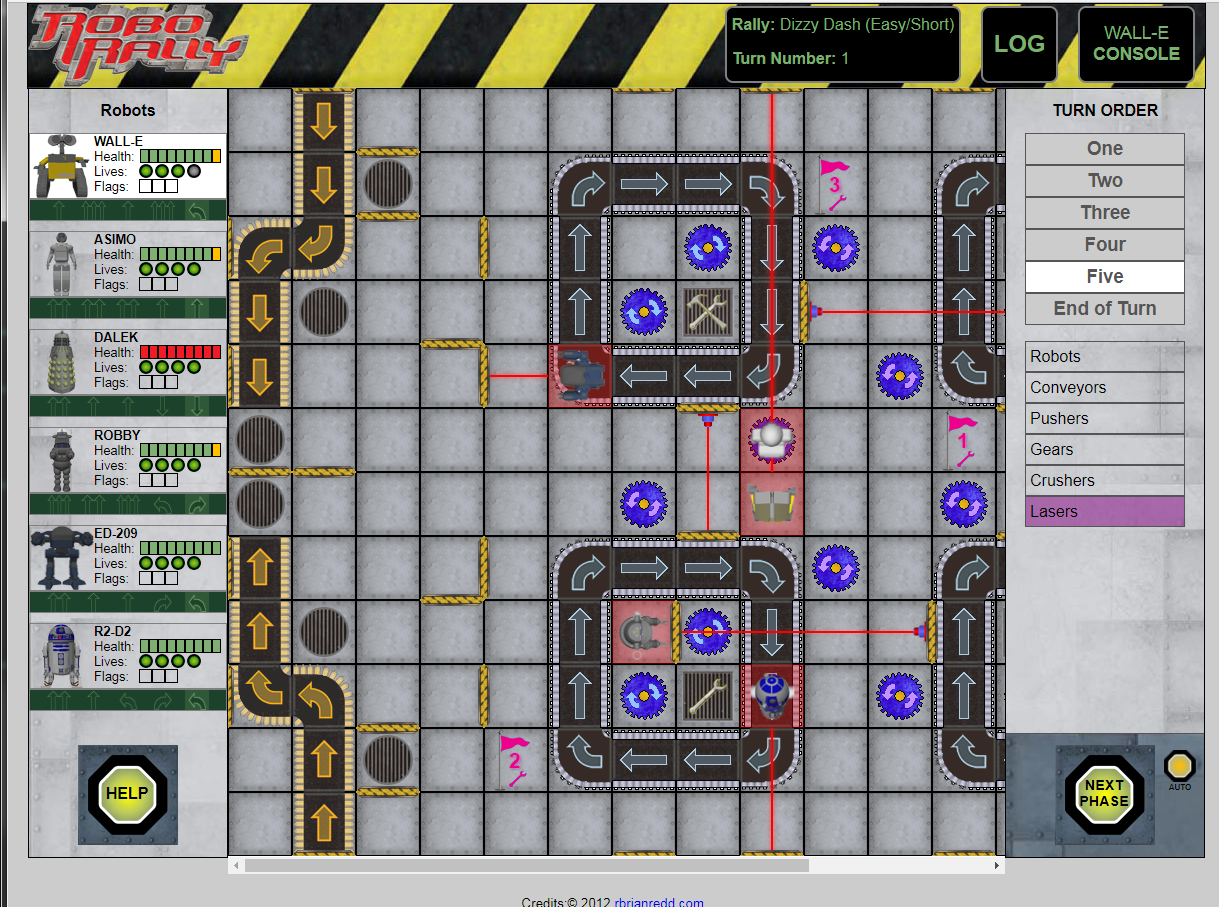 ROBO
RALLY
Rally: Dizzy Dash (Easy/Short)
Turn Number: 1
LOG
WALL-E
CONSOLE
Robots
WALL-E
Health:
Lives:
Flags:
ASIMO
Health:
Lives:
Flags:
DALEK
Health:
Lives:
Flags:
ROBBY
Health:
Lives:
Flags:
ED-209
Health:
Lives:
Flags:
R2-D2
Health:
Lives:
Flags:
HELP
3
1
2
TURN ORDER
One
Two
Three
Four
Five
End of Turn
Robots
Conveyors
Pushers
Gears
Crushers
Lasers
NEXT
PHASE
AUTO
Credits:© 2012 rbrianredd.com